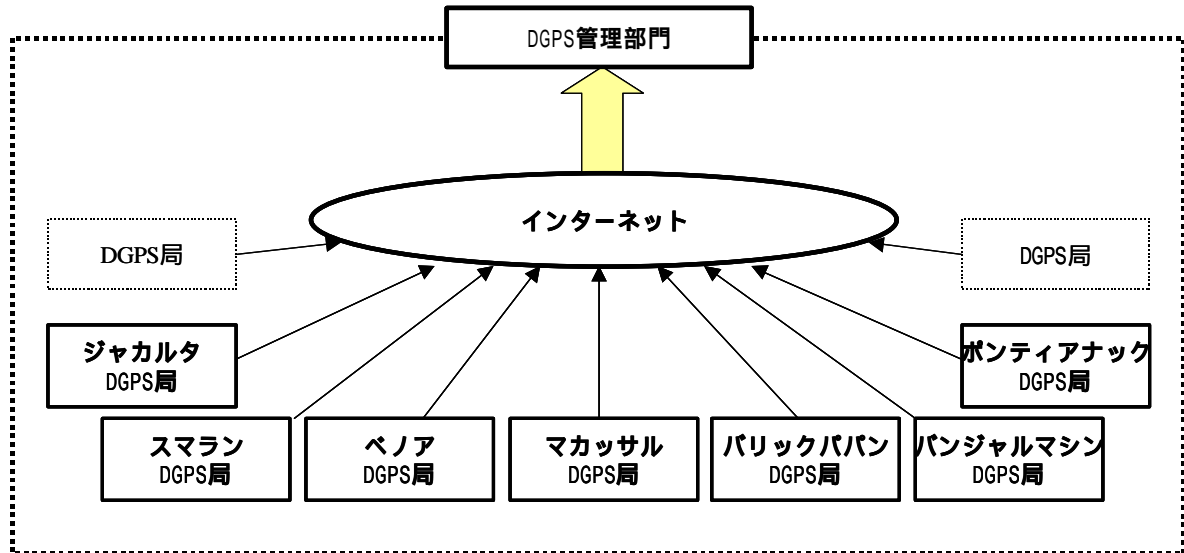 DGPS管理部門
インターネット
DGPS局
DGPS局
ジャカルタ
DGPS局
ポンティアナック
DGPS局
スマラン
DGPS局
ベノア
DGPS局
マカッサル
DGPS局
バリックパパン
DGPS局
バンジャルマシン
DGPS局